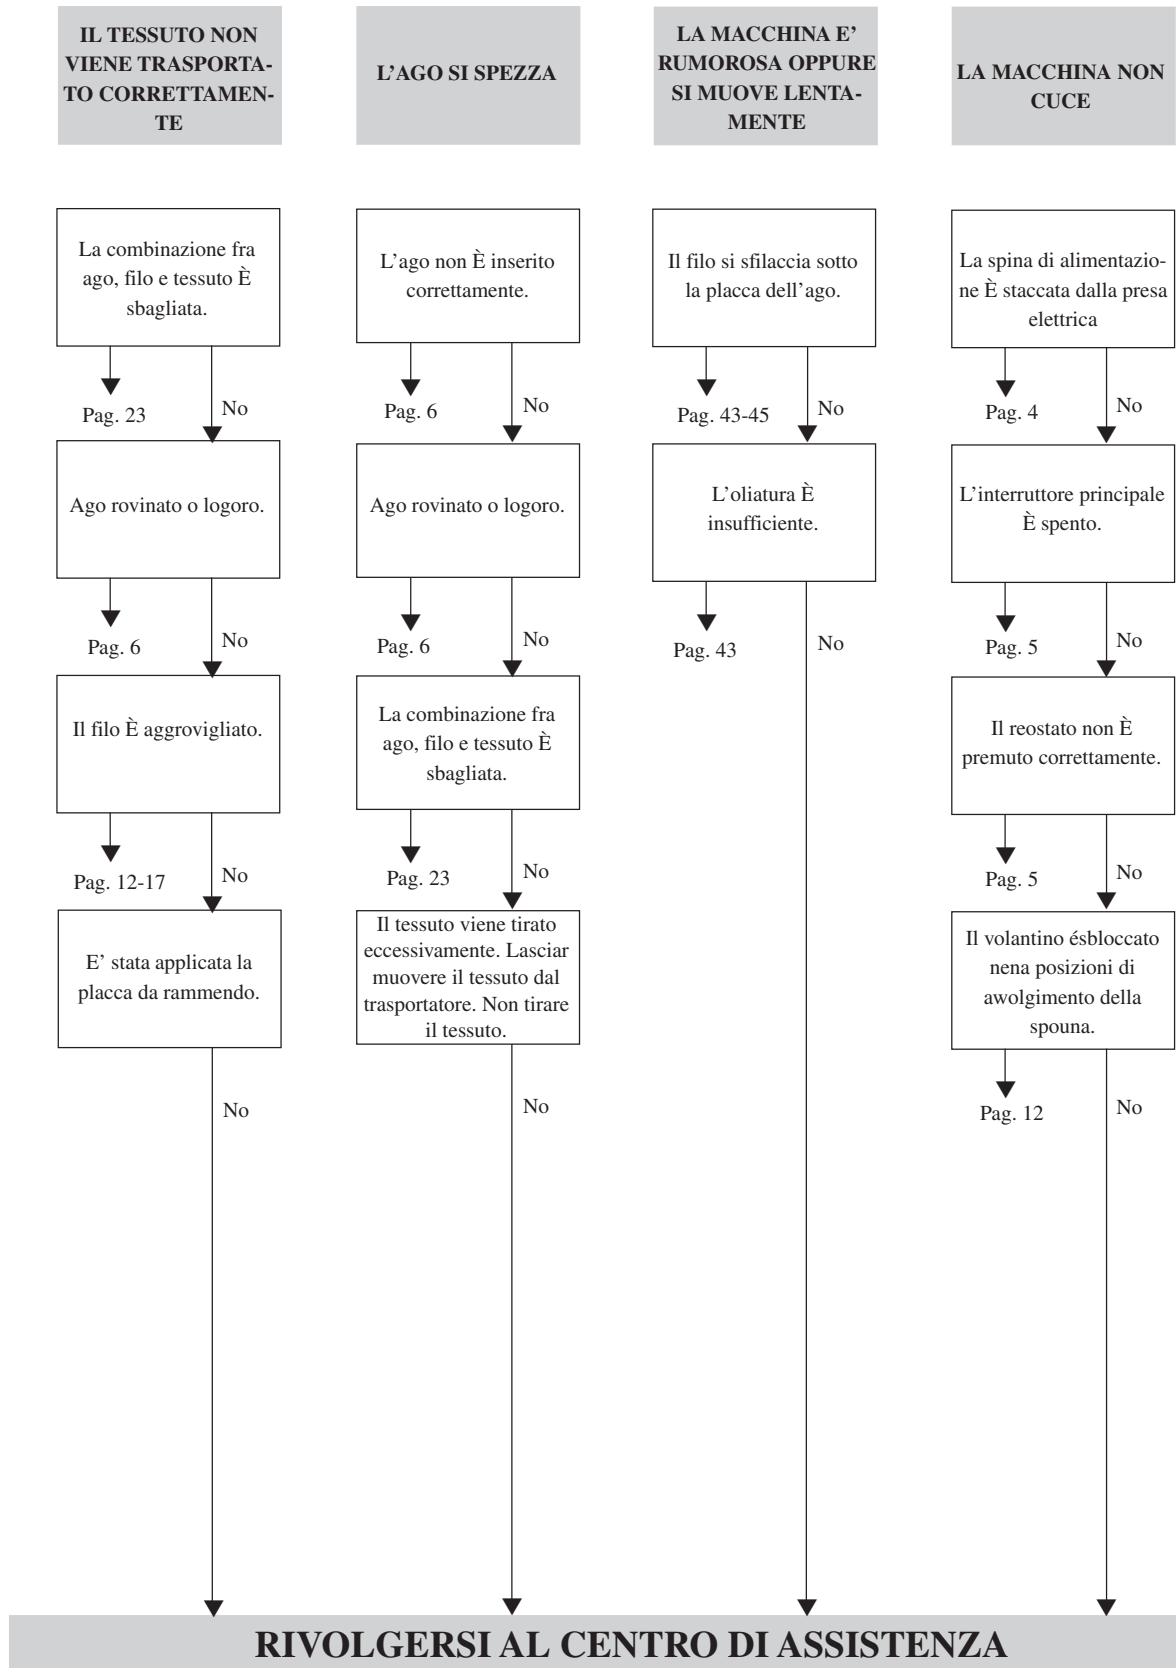 IL TESSUTO NON
VIENE TRASPORTA-
TO CORRETTAMEN-
TE
La combinazione fra
ago, filo e tessuto È
sbagliata.
Pag. 23
No
Ago rovinato o logoro.
Pag. 6
No
Il filo È aggrovigliato.
Pag. 12-17
No
E' stata applicata la
placca da rammendo.
No
L'AGO SI SPEZZA
L'ago non È inserito
correttamente.
Pag. 6
No
Ago rovinato o logoro.
Pag. 6
No
La combinazione fra
ago, filo e tessuto È
sbagliata.
Pag. 23
No
Il tessuto viene tirato
eccessivamente. Lasciar
muovere il tessuto dal
trasportatore. Non tirare
il tessuto.
No
LA MACCHINA E'
RUMOROSA OPPURE
SI MUOVE LENTA-
MENTE
Il filo si sfilaccia sotto
la placca dell'ago.
Pag. 43-45
No
L'oliatura È
insufficiente.
Pag. 43
No
LA MACCHINA NON
CUCE
La spina di alimentazio-
ne È staccata dalla presa
elettrica
Pag. 4
No
L'interruttore principale
È spento.
Pag. 5
No
Il reostato non È
premuto correttamente.
Pag. 5
No
Il volantino ésbloccato
nena posizioni di
awolgimento della
spouna.
Pag. 12
No
RIVOLGERSI AL CENTRO DI ASSISTENZA